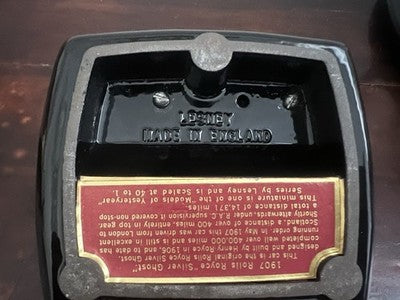 LESNEY
MADE IN ENGLAND
1907 Rolls Royce "Silver Ghost".
This car is the original Rolls Royce Silver Ghost,
designed and built by Henry Royce in 1906, and to date has
completed well over 400,000 miles and is still in excellent
running order. In May 1907 this car was driven from London to
Scotland, a distance of over 400 miles, entirely in top gear.
Shortly afterwards under R.A.C. supervision it covered non-stop
a total distance of 14,371 miles.
This miniature is one of the "Models of Yesteryear"
Series by Lesney and is Scaled at 40 to 1.